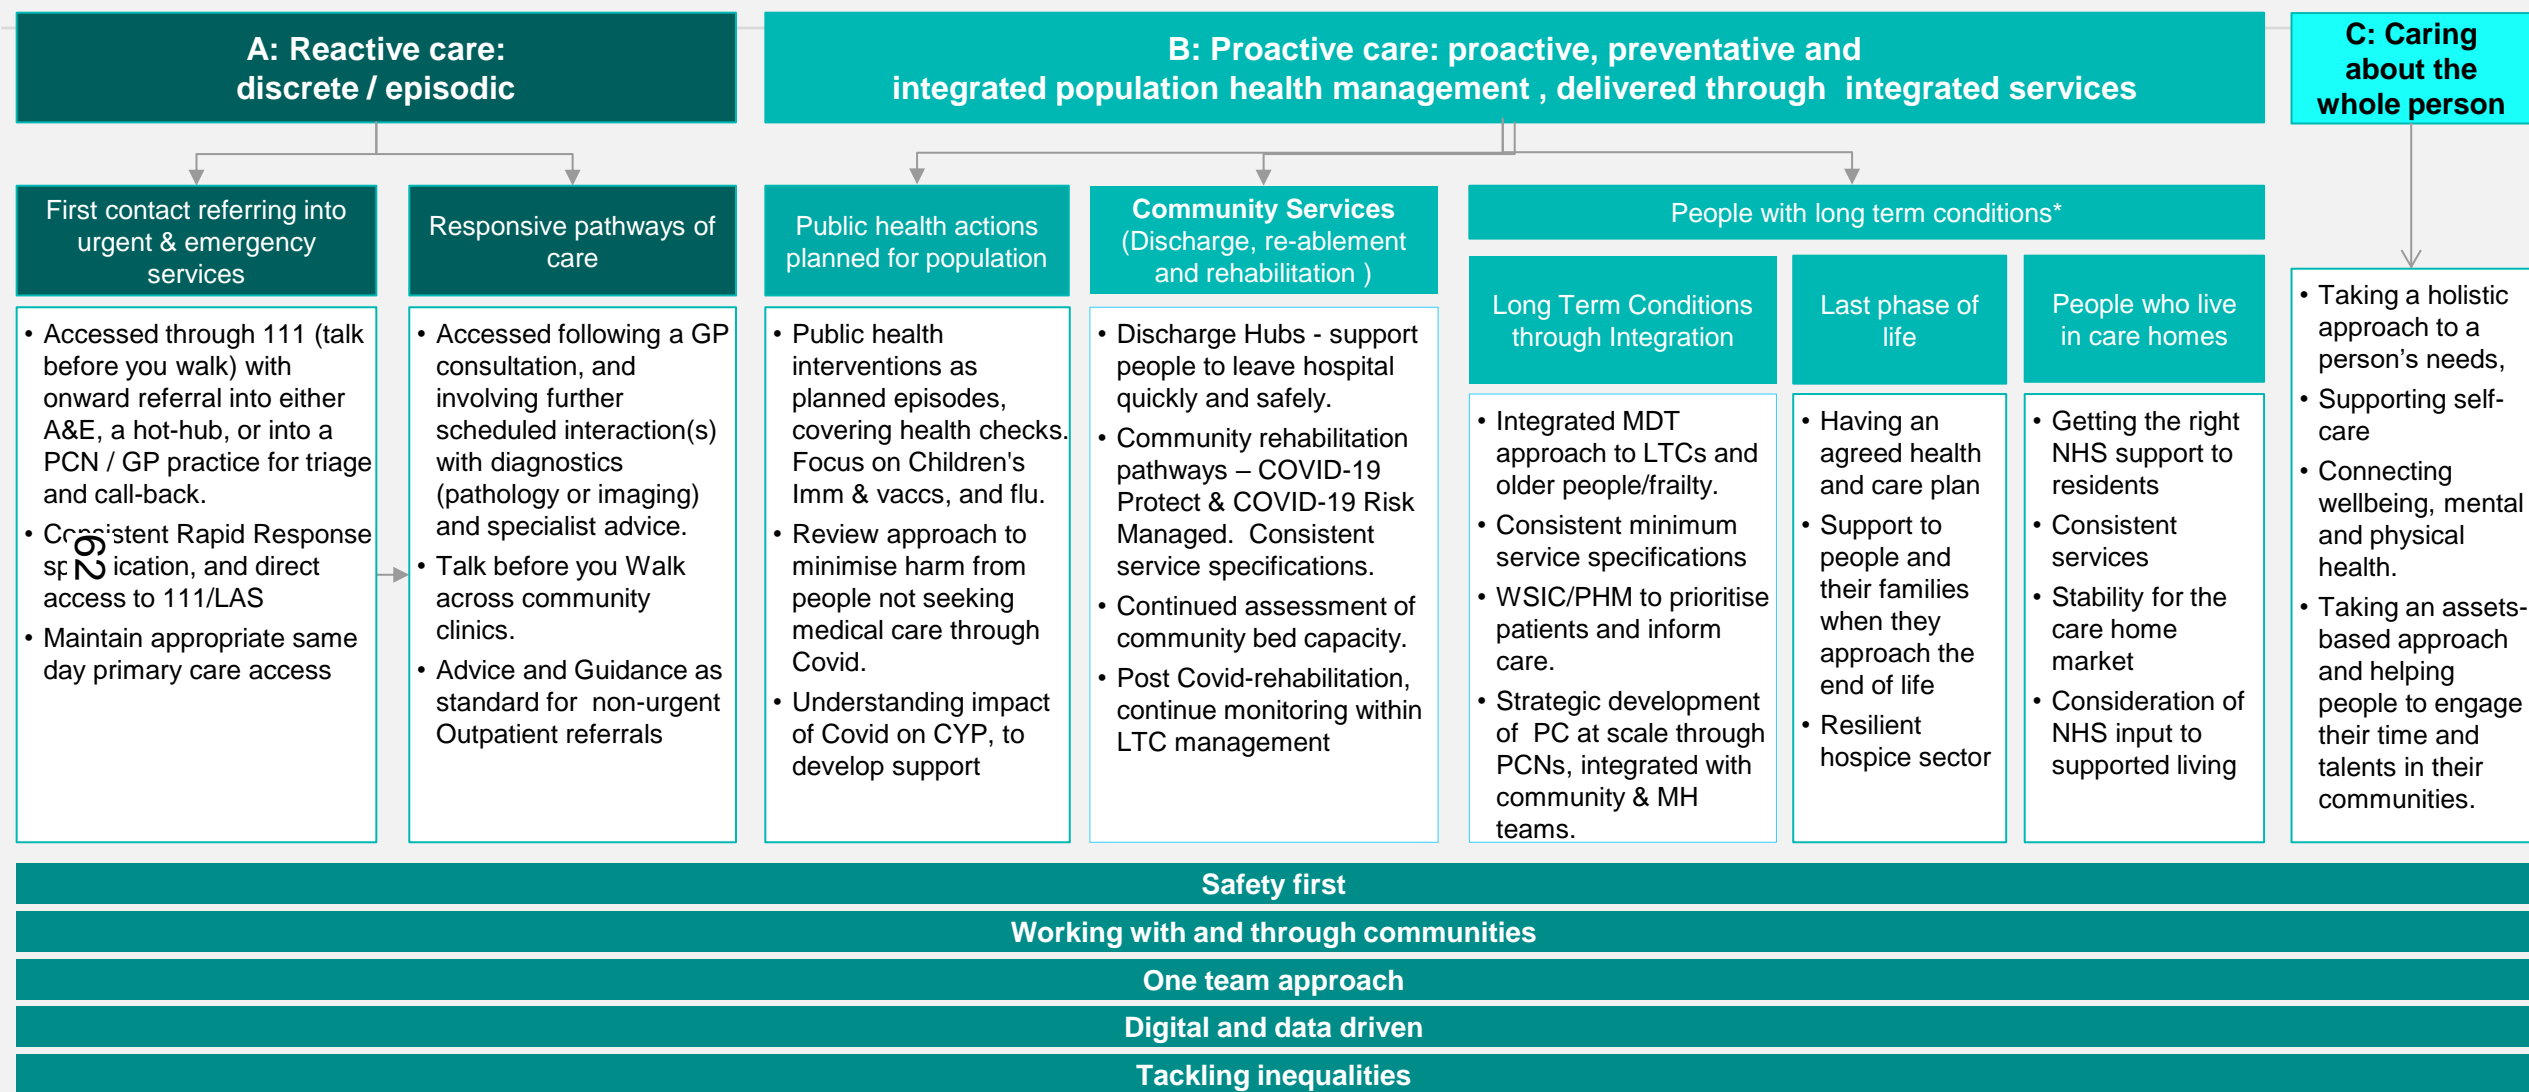 A: Reactive care:
discrete / episodic
B: Proactive care: proactive, preventative and
integrated population health management , delivered through integrated services
C: Caring
about the
whole person
First contact referring into
urgent & emergency
services
Responsive pathways of
care
Public health actions
planned for population
Community Services
(Discharge, re-ablement
and rehabilitation )
People with long term conditions*
Long Term Conditions
through Integration
Last phase of
life
People who live
in care homes
• Accessed through 111 (talk
before you walk) with
onward referral into either
A&E, a hot-hub, or into a
PCN / GP practice for triage
and call-back.
• Consistent Rapid Response
specification, and direct
access to 111/LAS
• Maintain appropriate same
day primary care access
62
• Accessed following a GP
consultation, and
involving further
scheduled interaction(s)
with diagnostics
(pathology or imaging)
and specialist advice.
• Talk before you Walk
across community
clinics.
• Advice and Guidance as
standard for non-urgent
Outpatient referrals
• Public health
interventions as
planned episodes,
covering health checks.
Focus on Children's
Imm & vaccs, and flu.
• Review approach to
minimise harm from
people not seeking
medical care through
Covid.
• Understanding impact
of Covid on CYP, to
develop support
• Discharge Hubs - support
people to leave hospital
quickly and safely.
• Community rehabilitation
pathways – COVID-19
Protect & COVID-19 Risk
Managed. Consistent
service specifications.
• Continued assessment of
community bed capacity.
• Post Covid-rehabilitation,
continue monitoring within
LTC management
• Integrated MDT
approach to LTCs and
older people/frailty.
• Consistent minimum
service specifications
• WSIC/PHM to prioritise
patients and inform
care.
• Strategic development
of PC at scale through
PCNs, integrated with
community & MH
teams.
• Having an
agreed health
and care plan
• Support to
people and
their families
when they
approach the
end of life
• Resilient
hospice sector
• Getting the right
NHS support to
residents
• Consistent
services
• Stability for the
care home
market
• Consideration of
NHS input to
supported living
• Taking a holistic
approach to a
person's needs,
• Supporting self-
care
• Connecting
wellbeing, mental
and physical
health.
• Taking an assets-
based approach
and helping
people to engage
their time and
talents in their
communities.
Safety first
Working with and through communities
One team approach
Digital and data driven
Tackling inequalities